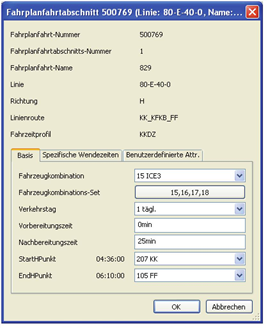 Fahrplanfahrtabschnitt 500769 (Linie: 80-E-40-0, Name:...
Fahrplanfahrt-Nummer 500769
Fahrplanfahrtabschnitts-Nummer 1
Fahrplanfahrt-Name 829
Linie 80-E-40-0
Richtung H
Linienroute KK_KFKB_FF
Fahrzeitprofil KKDZ
Basis Spezifische Wendezeiten Benutzerdefinierte Attr.
Fahrzeugkombination 15 ICE3
Fahrzeugkombinations-Set 15,16,17,18
Verkehrstag 1 tägl.
Vorbereitungszeit 0min
Nachbereitungszeit 25min
StartHPunkt 04:36:00 207 KK
EndHPunkt 06:10:00 105 FF
OK Abbrechen